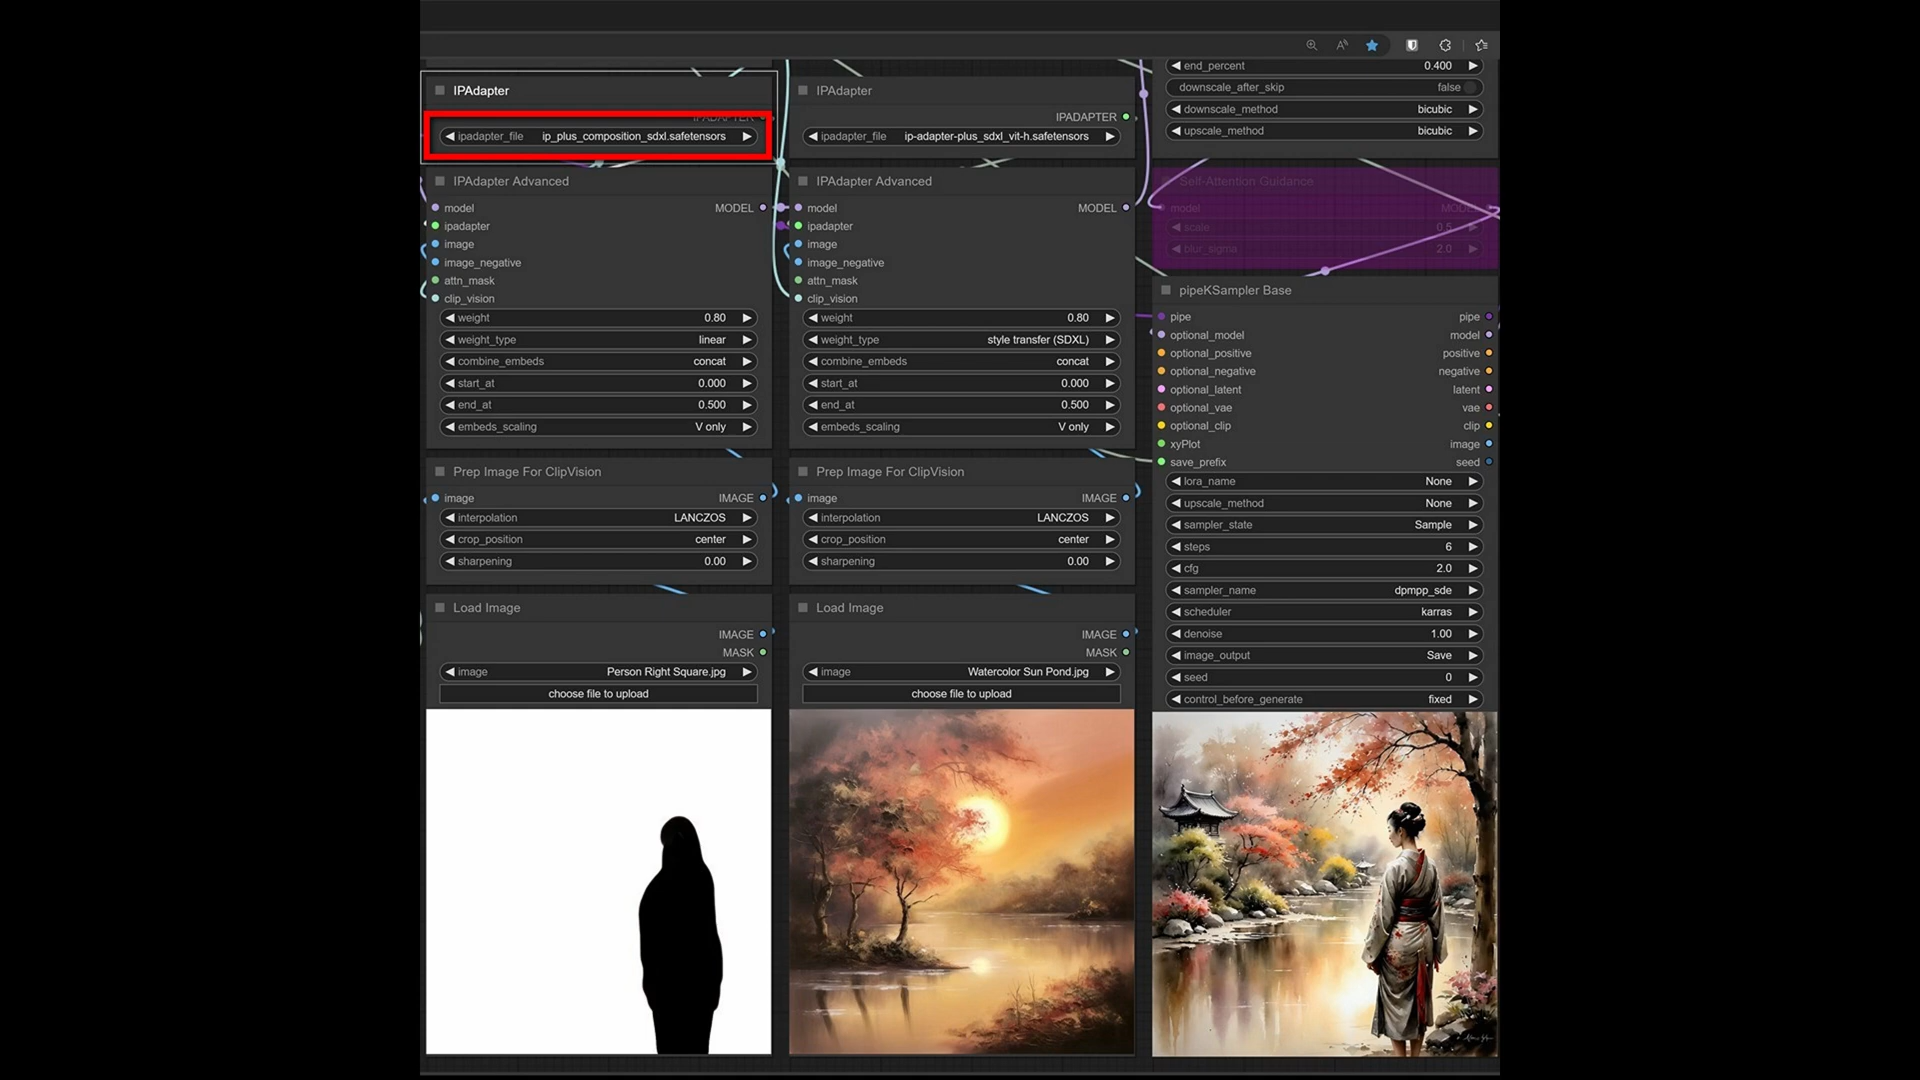 IPAdapter
ipadapter_file ip_plus_composition_sdxl.safetensors
IPAdapter Advanced
model MODEL
ipadapter
image
image_negative
attn_mask
clip_vision
weight 0.80
weight_type linear
combine_embeds concat
start_at 0.000
end_at 0.500
embeds_scaling V only
Prep Image For ClipVision
image IMAGE
interpolation LANCZOS
crop_position center
sharpening 0.00
Load Image
IMAGE
MASK
image Person Right Square.jpg
choose file to upload
IPAdapter
IPADAPTER
ipadapter_file ip-adapter-plus_sdxl_vit-h.safetensors
IPAdapter Advanced
model MODEL
ipadapter
image
image_negative
attn_mask
clip_vision
weight 0.80
weight_type style transfer (SDXL)
combine_embeds concat
start_at 0.000
end_at 0.500
embeds_scaling V only
Prep Image For ClipVision
image IMAGE
interpolation LANCZOS
crop_position center
sharpening 0.00
Load Image
IMAGE
MASK
image Watercolor Sun Pond.jpg
choose file to upload
end_percent 0.400
downscale_after_skip false
downscale_method bicubic
upscale_method bicubic
Self-Attention Guidance
model
scale 0.5
blur_sigma 2.0
pipeKSampler Base
pipe pipe
optional_model model
optional_positive positive
optional_negative negative
optional_latent latent
optional_vae vae
optional_clip clip
xyPlot image
save_prefix seed
lora_name None
upscale_method None
sampler_state Sample
steps 6
cfg 2.0
sampler_name dpmpp_sde
scheduler karras
denoise 1.00
image_output Save
seed 0
control_before_generate fixed